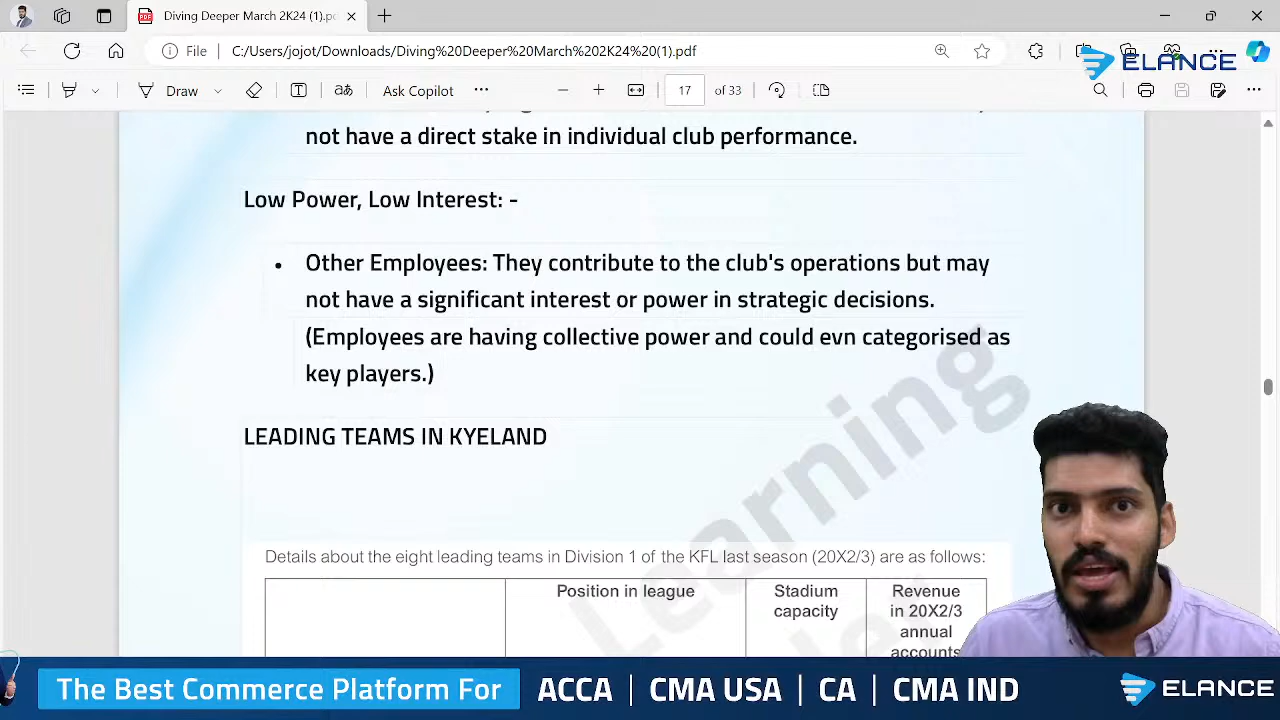 Diving Deeper March 2K24 (1).pd
File
C:/Users/jojot/Downloads/Diving%20Deeper%20March%202K24%20(1).pdf
ELANCE
Draw
Ask Copilot
17
of 33
not have a direct stake in individual club performance.
Low Power, Low Interest: -
• Other Employees: They contribute to the club's operations but may
not have a significant interest or power in strategic decisions.
(Employees are having collective power and could evn categorised as
key players.)
LEADING TEAMS IN KYELAND
Learning
Details about the eight leading teams in Division 1 of the KFL last season (20X2/3) are as follows:
Position in league
Stadium
capacity
Revenue
in 20X2/3
annual
accounts
The Best Commerce Platform For
ACCA | CMA USA | CA | CMA IND
ELANCE